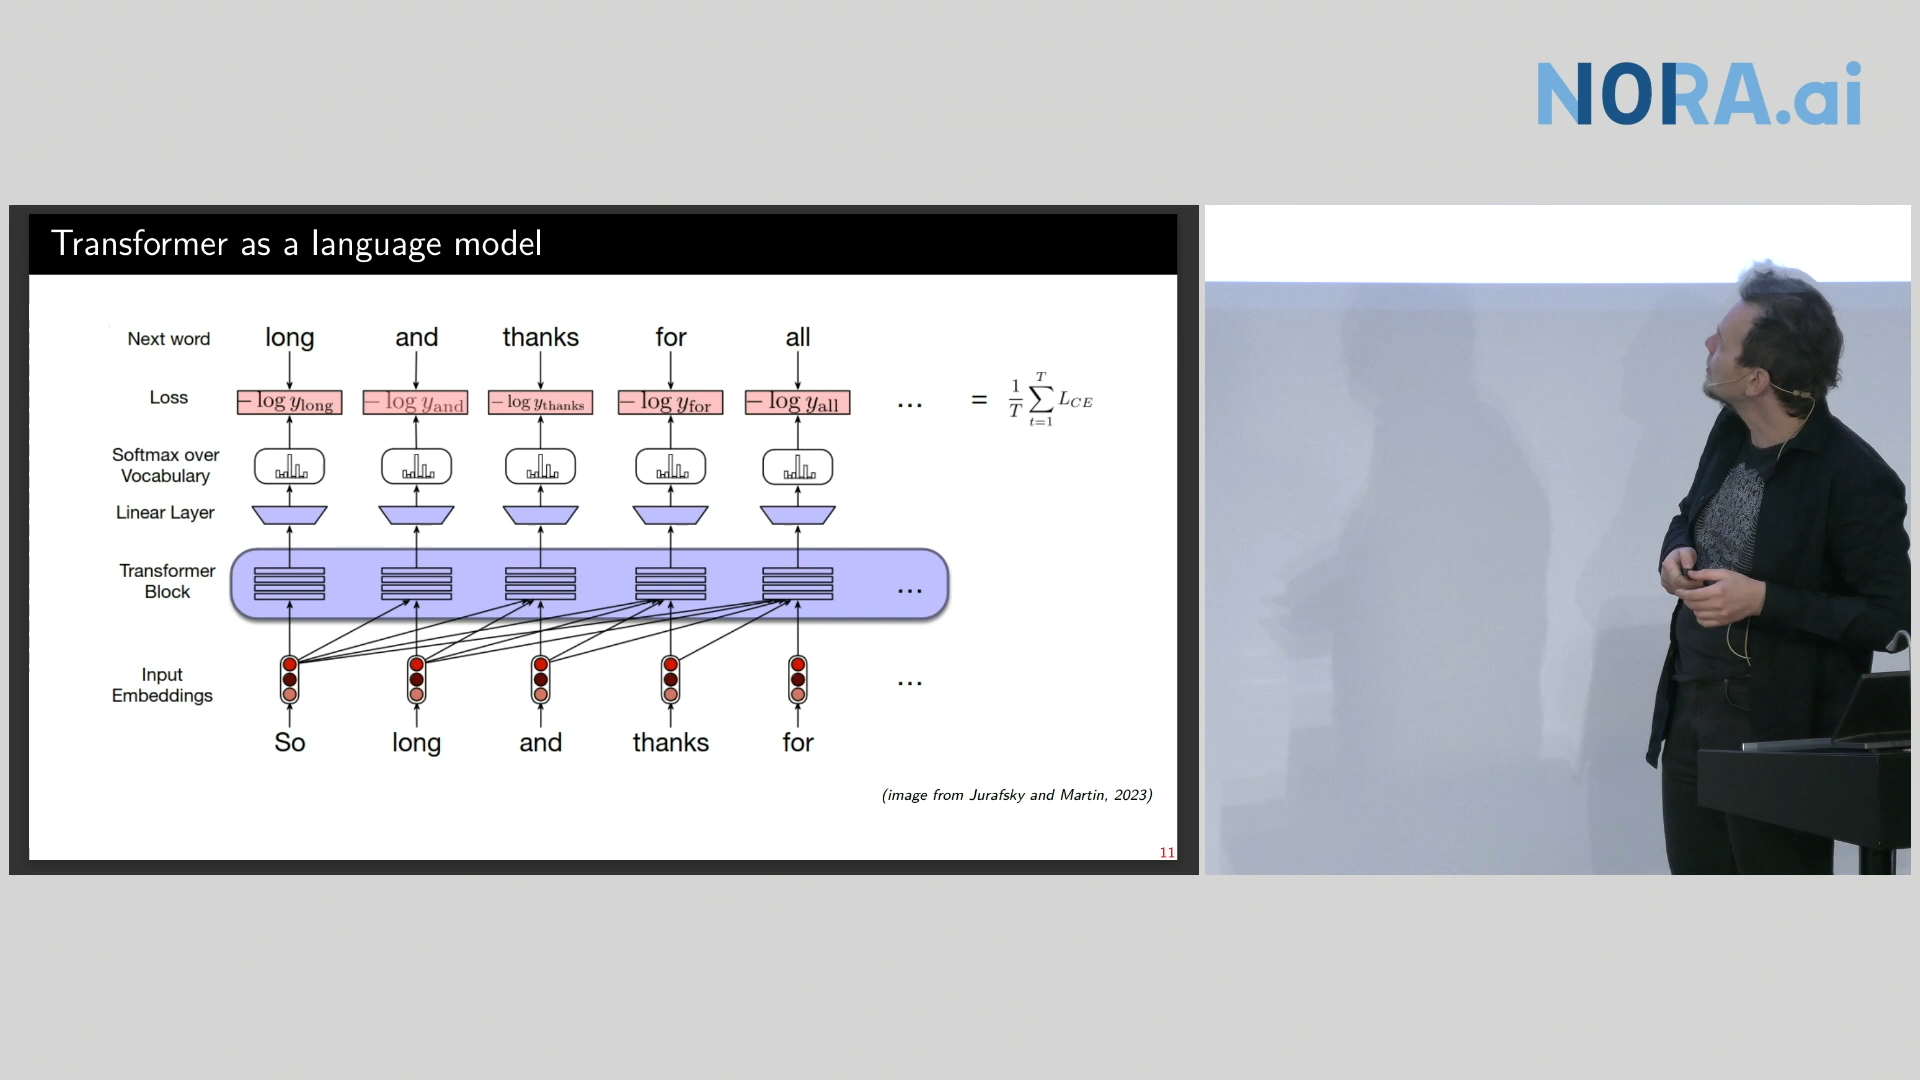 NORA.ai
Transformer as a language model
Next word long and thanks for all
Loss − log y_long − log y_and − log y_thanks − log y_for − log y_all ... = 1/T ∑_{t=1}^{T} L_CE
Softmax over
Vocabulary
Linear Layer
Transformer
Block ...
Input
Embeddings ...
So long and thanks for
(image from Jurafsky and Martin, 2023)
11